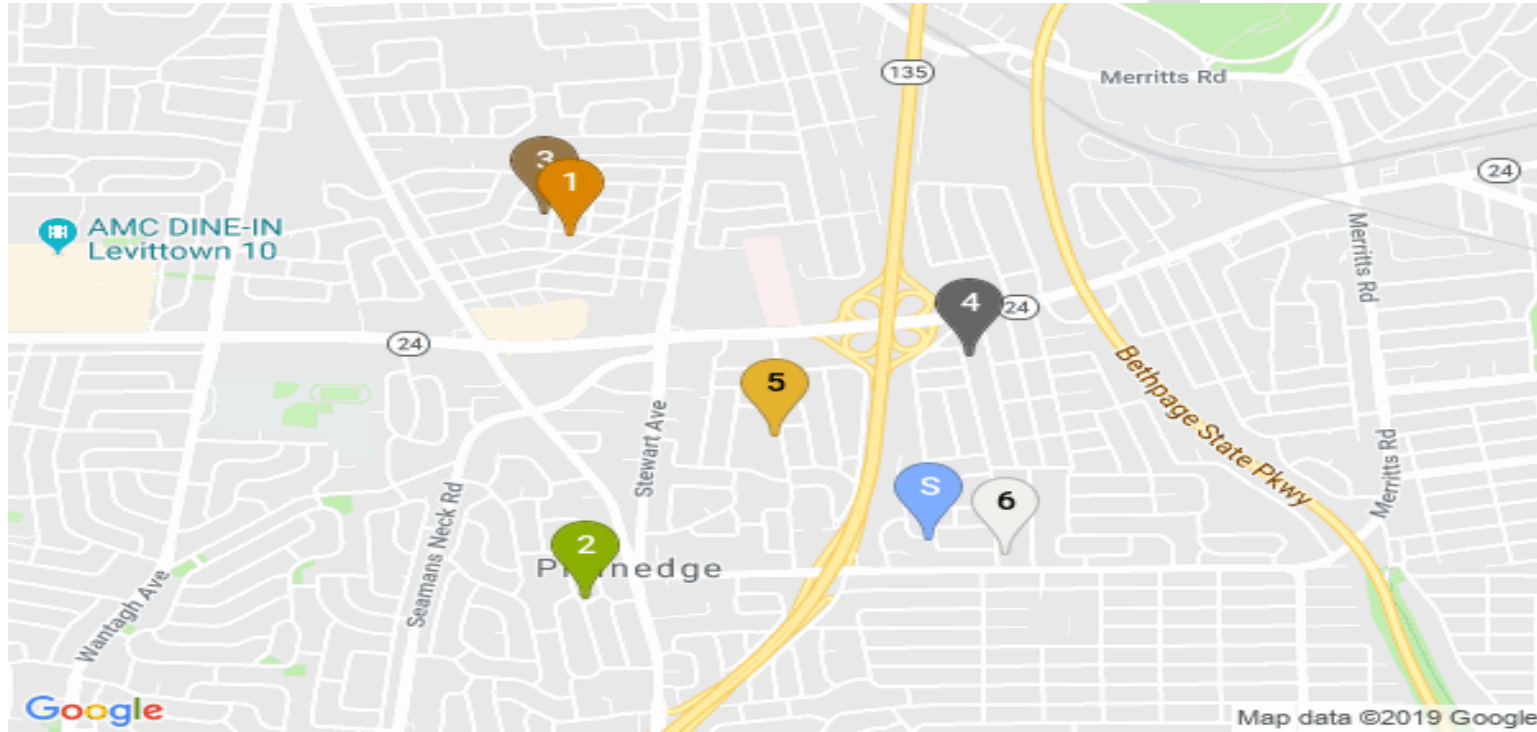 135
Merritts Rd
3
1
24
AMC DINE-IN
Levittown 10
Merritts Rd
4
24
24
5
Bethpage State Pkwy
Stewart Ave
Seamans Neck Rd
Merritts Rd
S
6
2
Wantagh Ave
Google
Map data ©2019 Google